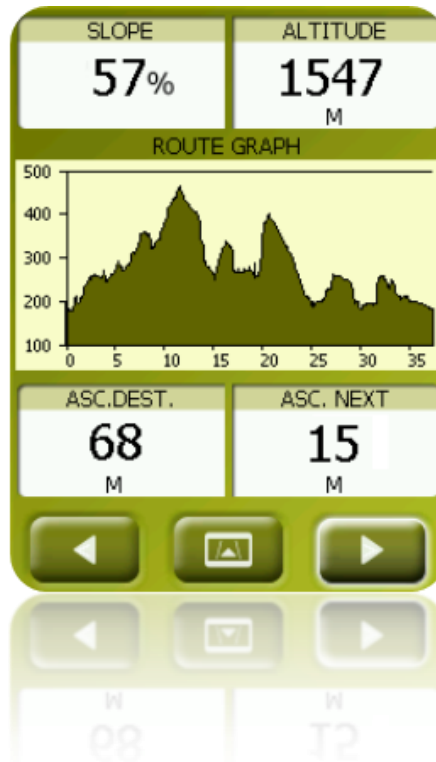 SLOPE ALTITUDE
57% 1547
M
ROUTE GRAPH
500
400
300
200
100
0 5 10 15 20 25 30 35
ASC.DEST. ASC. NEXT
68 15
M M